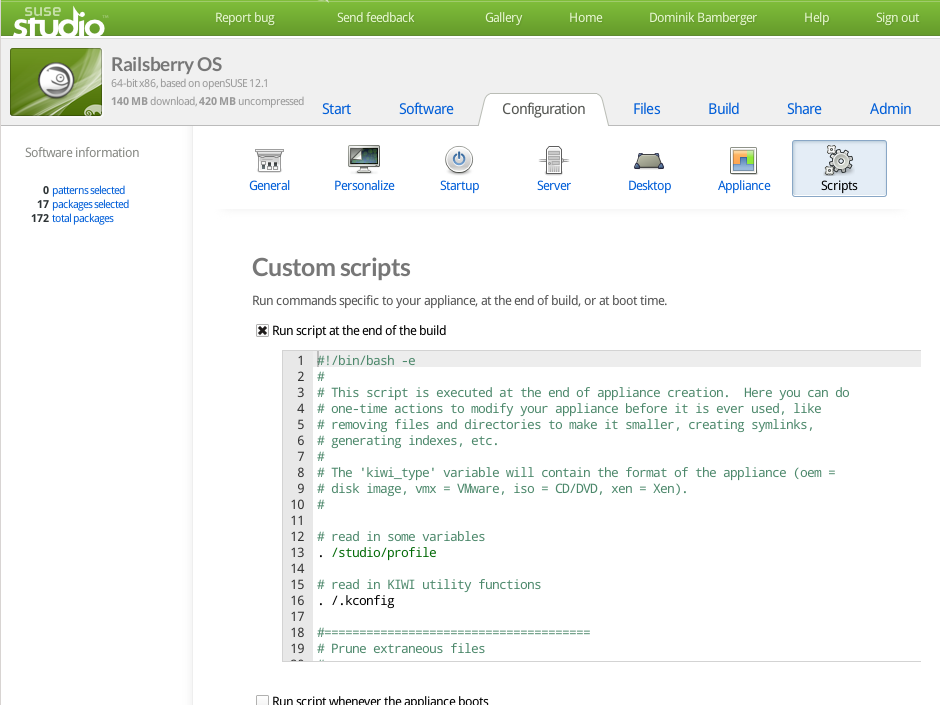 suse
studio
Report bug Send feedback Gallery Home Dominik Bamberger Help Sign out
Railsberry OS
64-bit x86, based on openSUSE 12.1
140 MB download, 420 MB uncompressed
Start Software Configuration Files Build Share Admin
Software information
0 patterns selected
17 packages selected
172 total packages
General Personalize Startup Server Desktop Appliance Scripts
Custom scripts
Run commands specific to your appliance, at the end of build, or at boot time.
Run script at the end of the build
1 #!/bin/bash -e
2 #
3 # This script is executed at the end of appliance creation.  Here you can do
4 # one-time actions to modify your appliance before it is ever used, like
5 # removing files and directories to make it smaller, creating symlinks,
6 # generating indexes, etc.
7 #
8 # The 'kiwi_type' variable will contain the format of the appliance (oem =
9 # disk image, vmx = VMware, iso = CD/DVD, xen = Xen).
10 #
11
12 # read in some variables
13 . /studio/profile
14
15 # read in KIWI utility functions
16 . /.kconfig
17
18 #======================================
19 # Prune extraneous files
Run script whenever the appliance boots